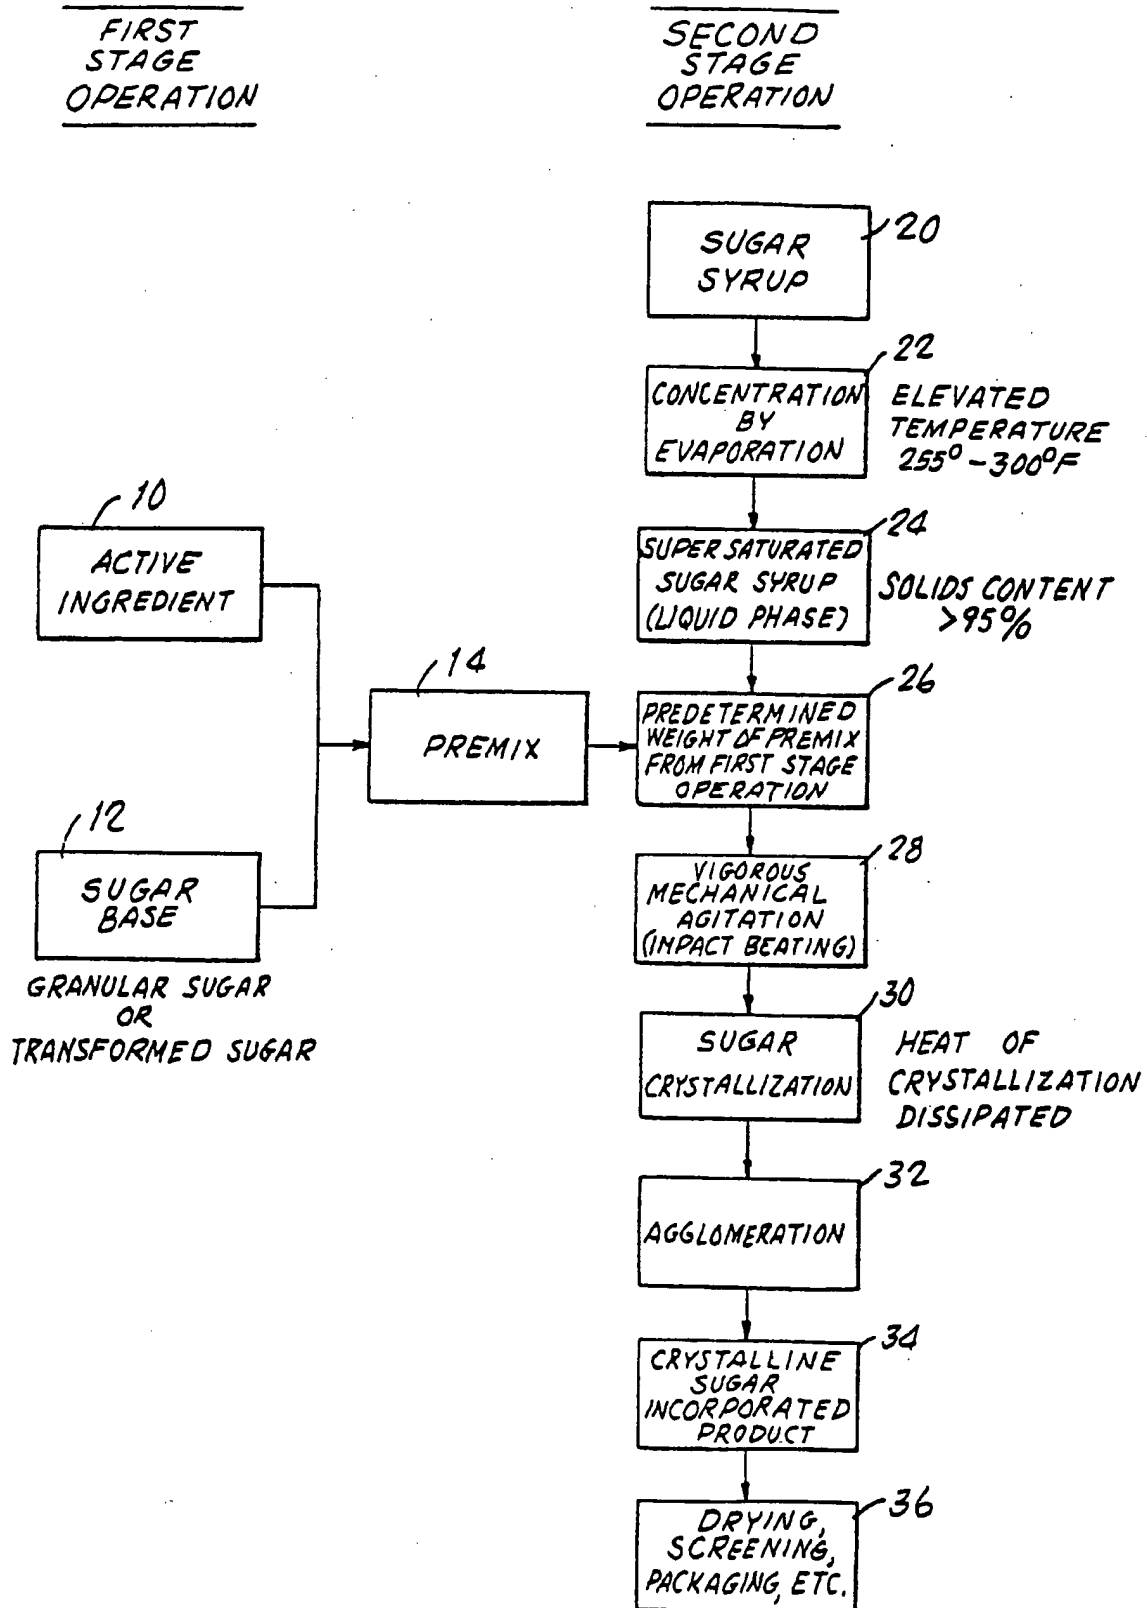 FIRST
STAGE
OPERATION
SECOND
STAGE
OPERATION
20
SUGAR
SYRUP
22
CONCENTRATION
BY
EVAPORATION
ELEVATED
TEMPERATURE
255° - 300°F
10
ACTIVE
INGREDIENT
24
SUPER SATURATED
SUGAR SYRUP
(LIQUID PHASE)
SOLIDS CONTENT
>95%
14
PREMIX
26
PREDETERMINED
WEIGHT OF PREMIX
FROM FIRST STAGE
OPERATION
12
SUGAR
BASE
GRANULAR SUGAR
OR
TRANSFORMED SUGAR
28
VIGOROUS
MECHANICAL
AGITATION
(IMPACT BEATING)
30
SUGAR
CRYSTALLIZATION
HEAT OF
CRYSTALLIZATION
DISSIPATED
32
AGGLOMERATION
34
CRYSTALLINE
SUGAR
INCORPORATED
PRODUCT
36
DRYING,
SCREENING,
PACKAGING, ETC.